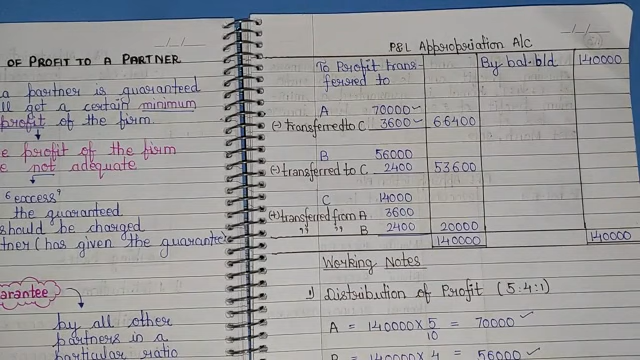 OF PROFIT TO A PARTNER
a partner is guaranteed
get a certain minimum
profit of the firm.
profit of the firm
not adequate
"excess"
the guaranteed
should be charged
(has given the guarantee)
by all other
partners in a
particular ratio
P&L Appropriation A/c
To Profit trans- By bal. b/d 140000
ferred to
A 70000
(-) transferred to C 3600 66400
B 56000
(-) transferred to C 2400 53600
C 14000
(+) transferred from A 3600
,, ,, B 2400 20000
140000 140000
Working Notes
1) Distribution of Profit (5:4:1)
A = 140000 x 5/10 = 70000
= 140000 x 4 = 56000